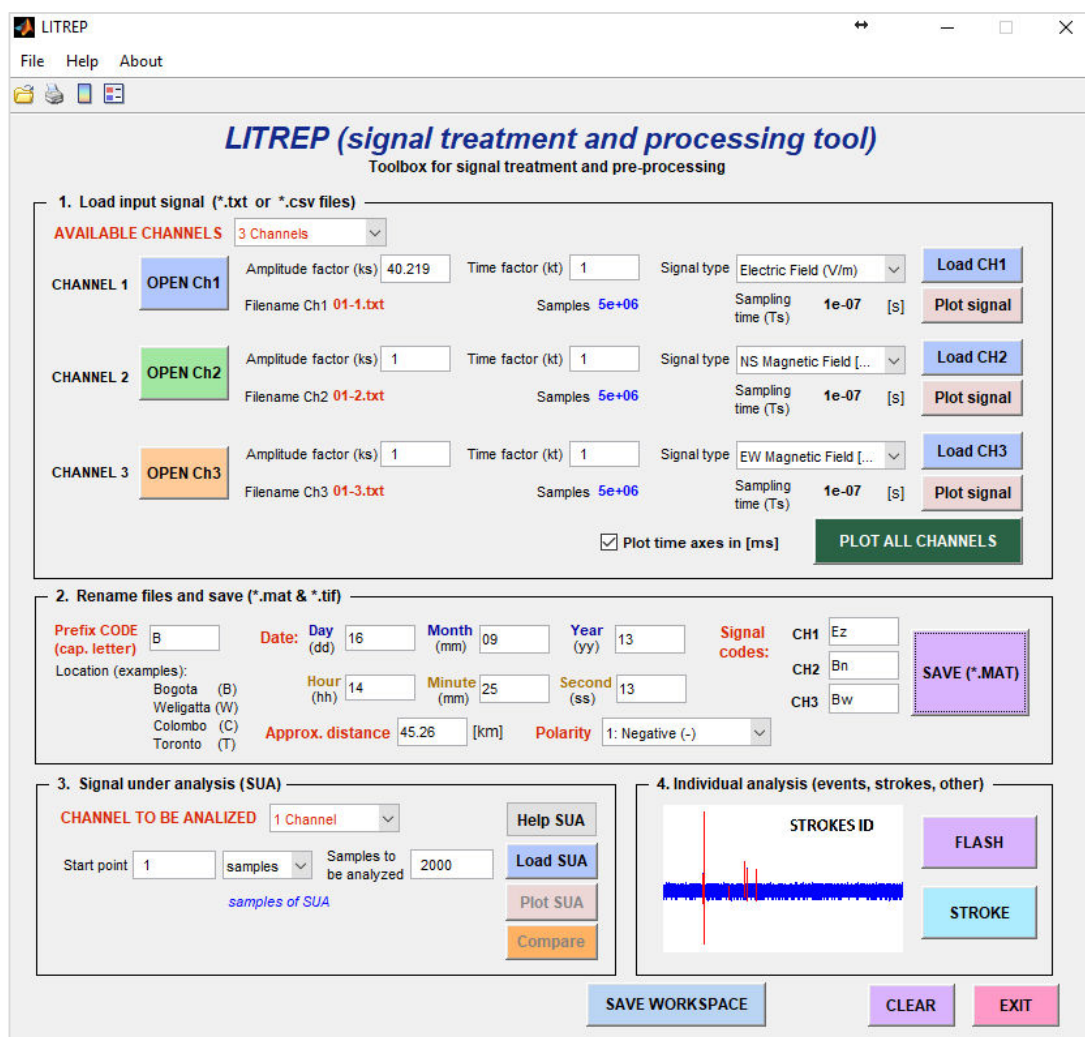 LITREP
File Help About
LITREP (signal treatment and processing tool)
Toolbox for signal treatment and pre-processing
1. Load input signal (*.txt or *.csv files)
AVAILABLE CHANNELS 3 Channels
CHANNEL 1 OPEN Ch1 Amplitude factor (ks) 40.219 Time factor (kt) 1 Signal type Electric Field (V/m) Load CH1
Filename Ch1 01-1.txt Samples 5e+06 Sampling time (Ts) 1e-07 [s] Plot signal
CHANNEL 2 OPEN Ch2 Amplitude factor (ks) 1 Time factor (kt) 1 Signal type NS Magnetic Field [... Load CH2
Filename Ch2 01-2.txt Samples 5e+06 Sampling time (Ts) 1e-07 [s] Plot signal
CHANNEL 3 OPEN Ch3 Amplitude factor (ks) 1 Time factor (kt) 1 Signal type EW Magnetic Field [... Load CH3
Filename Ch3 01-3.txt Samples 5e+06 Sampling time (Ts) 1e-07 [s] Plot signal
Plot time axes in [ms] PLOT ALL CHANNELS
2. Rename files and save (*.mat & *.tif)
Prefix CODE (cap. letter) B Date: Day (dd) 16 Month (mm) 09 Year (yy) 13 Signal codes: CH1 Ez
Location (examples):
Bogota (B) Hour (hh) 14 Minute (mm) 25 Second (ss) 13 CH2 Bn SAVE (*.MAT)
Weligatta (W) CH3 Bw
Colombo (C) Approx. distance 45.26 [km] Polarity 1: Negative (-)
Toronto (T)
3. Signal under analysis (SUA)
CHANNEL TO BE ANALIZED 1 Channel Help SUA
Start point 1 samples Samples to be analyzed 2000 Load SUA
samples of SUA Plot SUA
Compare
4. Individual analysis (events, strokes, other)
STROKES ID FLASH
STROKE
SAVE WORKSPACE CLEAR EXIT